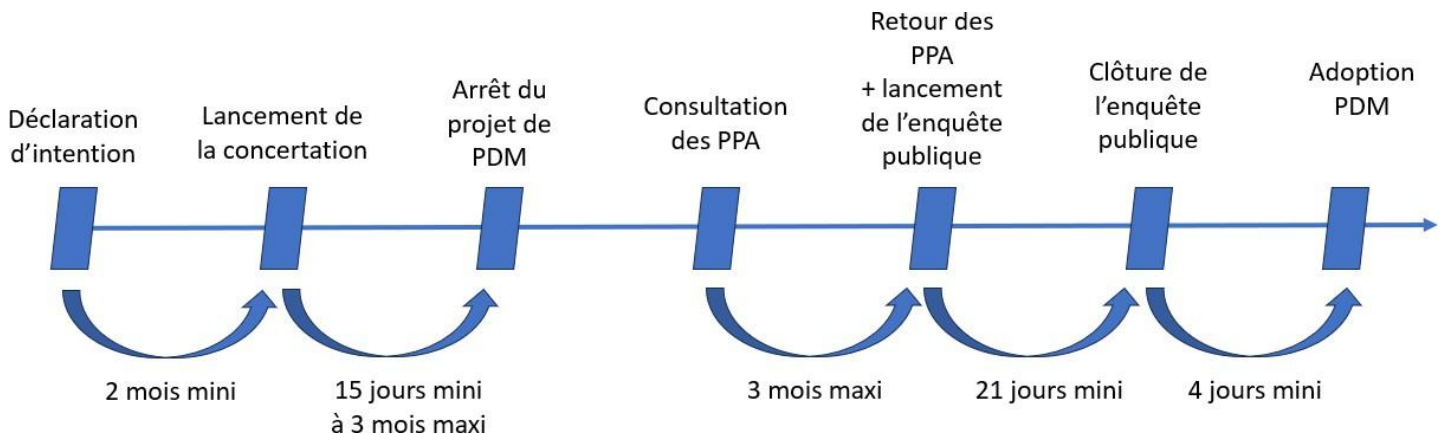 Déclaration
d’intention
Lancement de
la concertation
Arrêt du
projet de
PDM
Consultation
des PPA
Retour des
PPA
+ lancement
de l’enquête
publique
Clôture de
l’enquête
publique
Adoption
PDM
2 mois mini
15 jours mini
à 3 mois maxi
3 mois maxi
21 jours mini
4 jours mini